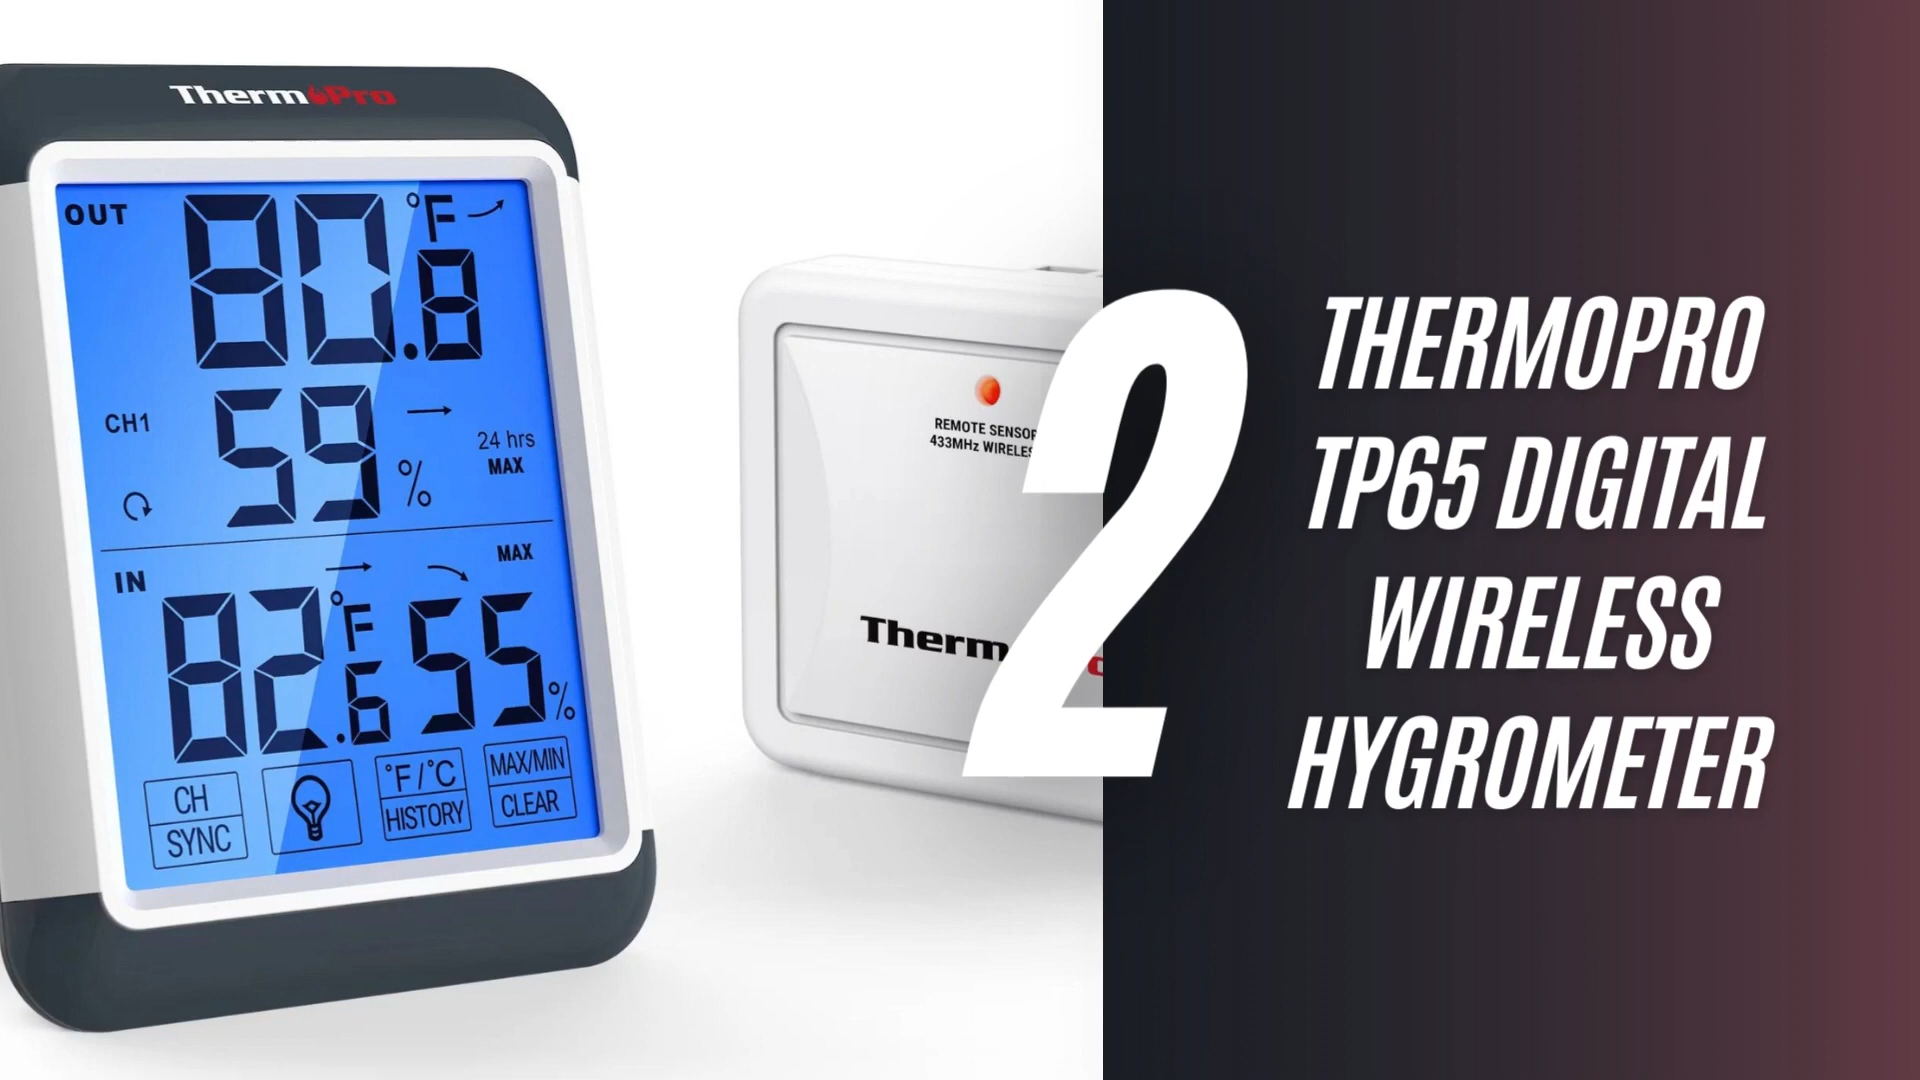 ThermoPro
OUT
80.8 °F
CH1
59 %
24 hrs
MAX
IN
MAX
82.6 °F 55 %
CH
SYNC
°F/°C
HISTORY
MAX/MIN
CLEAR
REMOTE SENSOR
433MHz
Therm
2
THERMOPRO
TP65 DIGITAL
WIRELESS
HYGROMETER